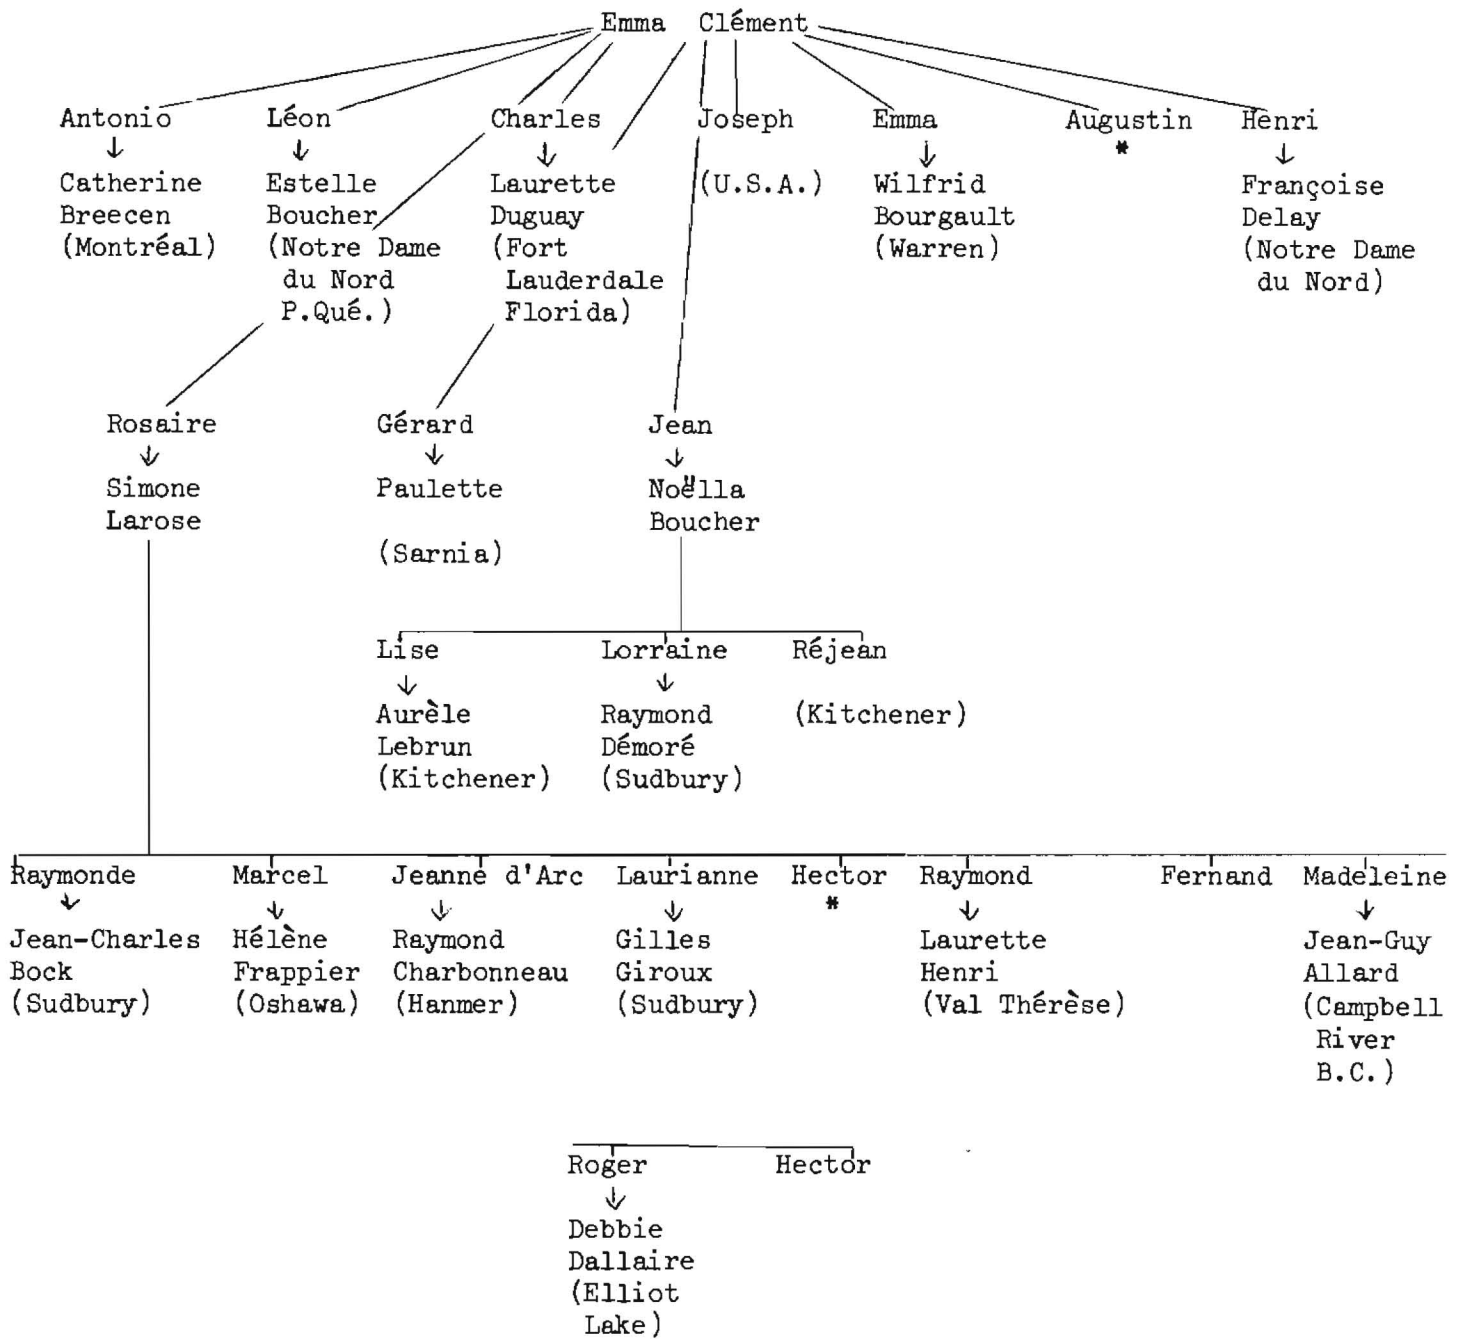 Emma Clément
Antonio Léon Charles Joseph Emma Augustin Henri
*
Catherine Estelle Laurette (U.S.A.) Wilfrid Françoise
Breecen Boucher Duguay Bourgault Delay
(Montréal) (Notre Dame (Fort (Warren) (Notre Dame
du Nord Lauderdale du Nord)
P.Qué.) Florida)
Rosaire Gérard Jean
Simone Paulette Noëlla
Larose Boucher
(Sarnia)
Lise Lorraine Réjean
Aurèle Raymond (Kitchener)
Lebrun Démoré
(Kitchener) (Sudbury)
Raymonde Marcel Jeanne d'Arc Laurianne Hector Raymond Fernand Madeleine
*
Jean-Charles Hélène Raymond Gilles Laurette Jean-Guy
Bock Frappier Charbonneau Giroux Henri Allard
(Sudbury) (Oshawa) (Hanmer) (Sudbury) (Val Thérèse) (Campbell
River
B.C.)
Roger Hector
Debbie
Dallaire
(Elliot
Lake)